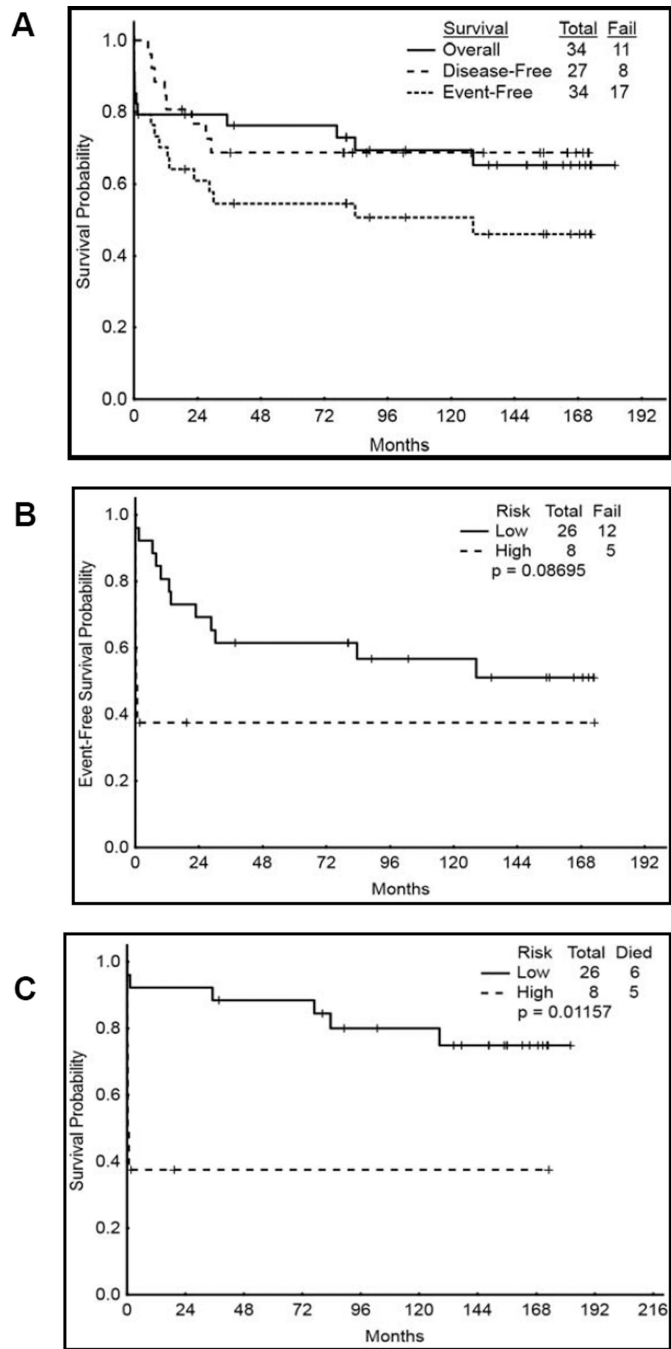 A
Survival Total Fail
Overall 34 11
Disease-Free 27 8
Event-Free 34 17
1.0
0.8
0.6
0.4
0.2
0.0
Survival Probability
0 24 48 72 96 120 144 168 192
Months
B
Risk Total Fail
Low 26 12
High 8 5
p = 0.08695
1.0
0.8
0.6
0.4
0.2
0.0
Event-Free Survival Probability
0 24 48 72 96 120 144 168 192
Months
C
Risk Total Died
Low 26 6
High 8 5
p = 0.01157
1.0
0.8
0.6
0.4
0.2
0.0
Survival Probability
0 24 48 72 96 120 144 168 192 216
Months